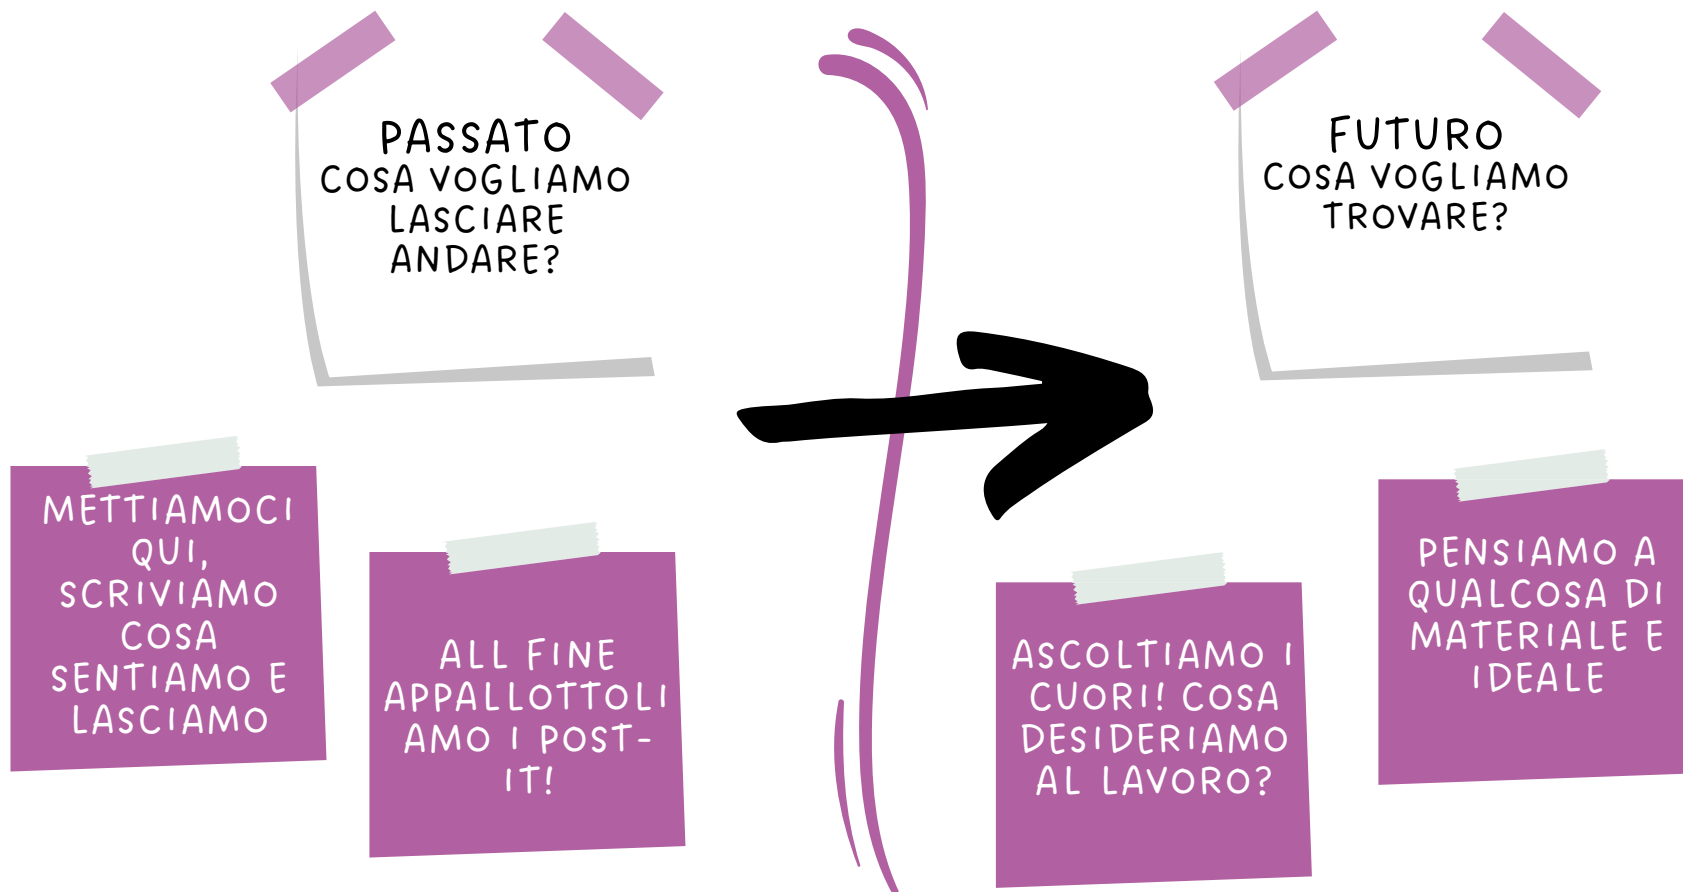 PASSATO
COSA VOGLIAMO
LASCIARE
ANDARE?
METTIAMOCI
QUI,
SCRIVIAMO
COSA
SENTIAMO E
LASCIAMO
ALL FINE
APPALLOTTOLI
AMO I POST-
IT!
FUTURO
COSA VOGLIAMO
TROVARE?
ASCOLTIAMO I
CUORI! COSA
DESIDERIAMO
AL LAVORO?
PENSIAMO A
QUALCOSA DI
MATERIALE E
IDEALE